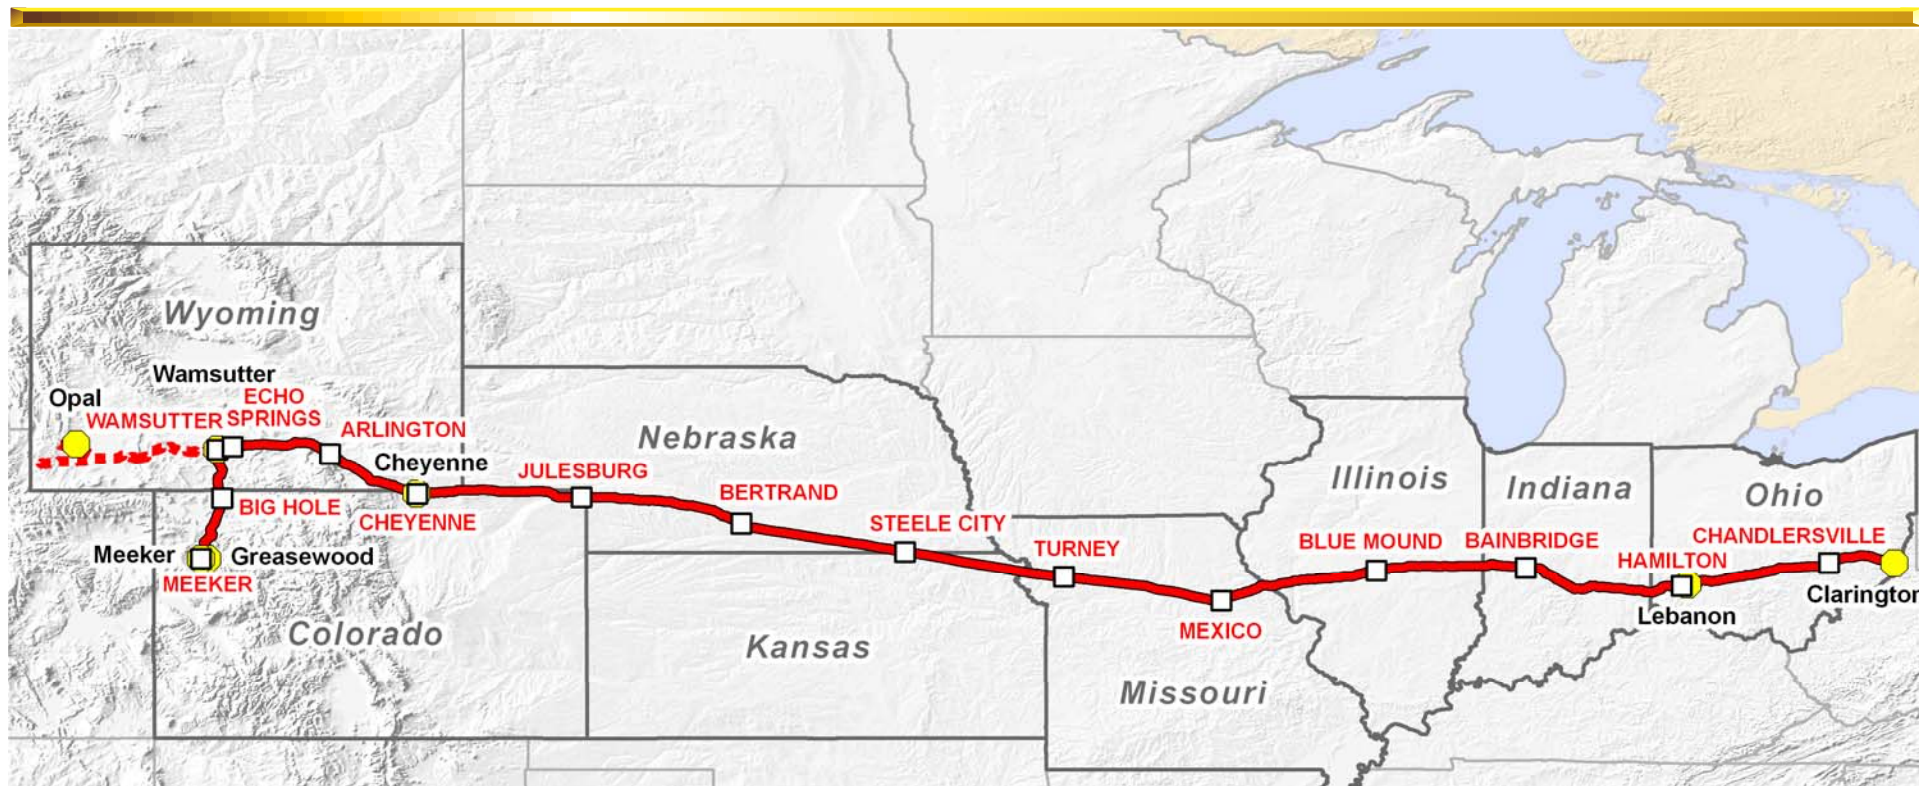 Wyoming
Wamsutter
Opal
ECHO
SPRINGS
WAMSUTTER
ARLINGTON
Nebraska
Cheyenne
JULESBURG
Illinois
Indiana
Ohio
BERTRAND
BIG HOLE
CHEYENNE
STEELE CITY
CHANDLERSVILLE
TURNEY
BLUE MOUND
BAINBRIDGE
HAMILTON
Meeker
Greasewood
MEEKER
Clarington
Lebanon
Colorado
MEXICO
Kansas
Missouri